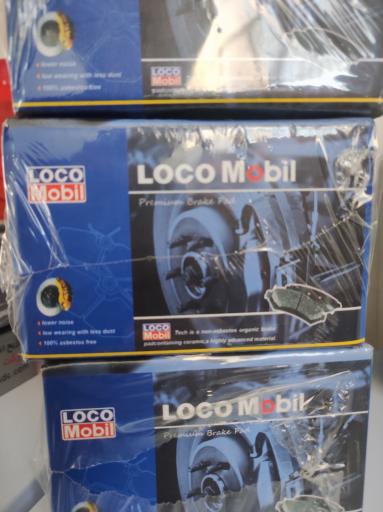 lower noise
low wearing with less dust
100% asbestos free
LOCO
Mobil
LOCO
Mobil
LOCO Mobil
Premium Brake Pad
lower noise
low wearing with less dust
100% asbestos free
LOCO
Mobil
Tech is a non-asbestos organic brake
padcontaining ceramic,a highly advanced material.
LOCO
Mobil
LOCO Mobil
Premium Brake Pad